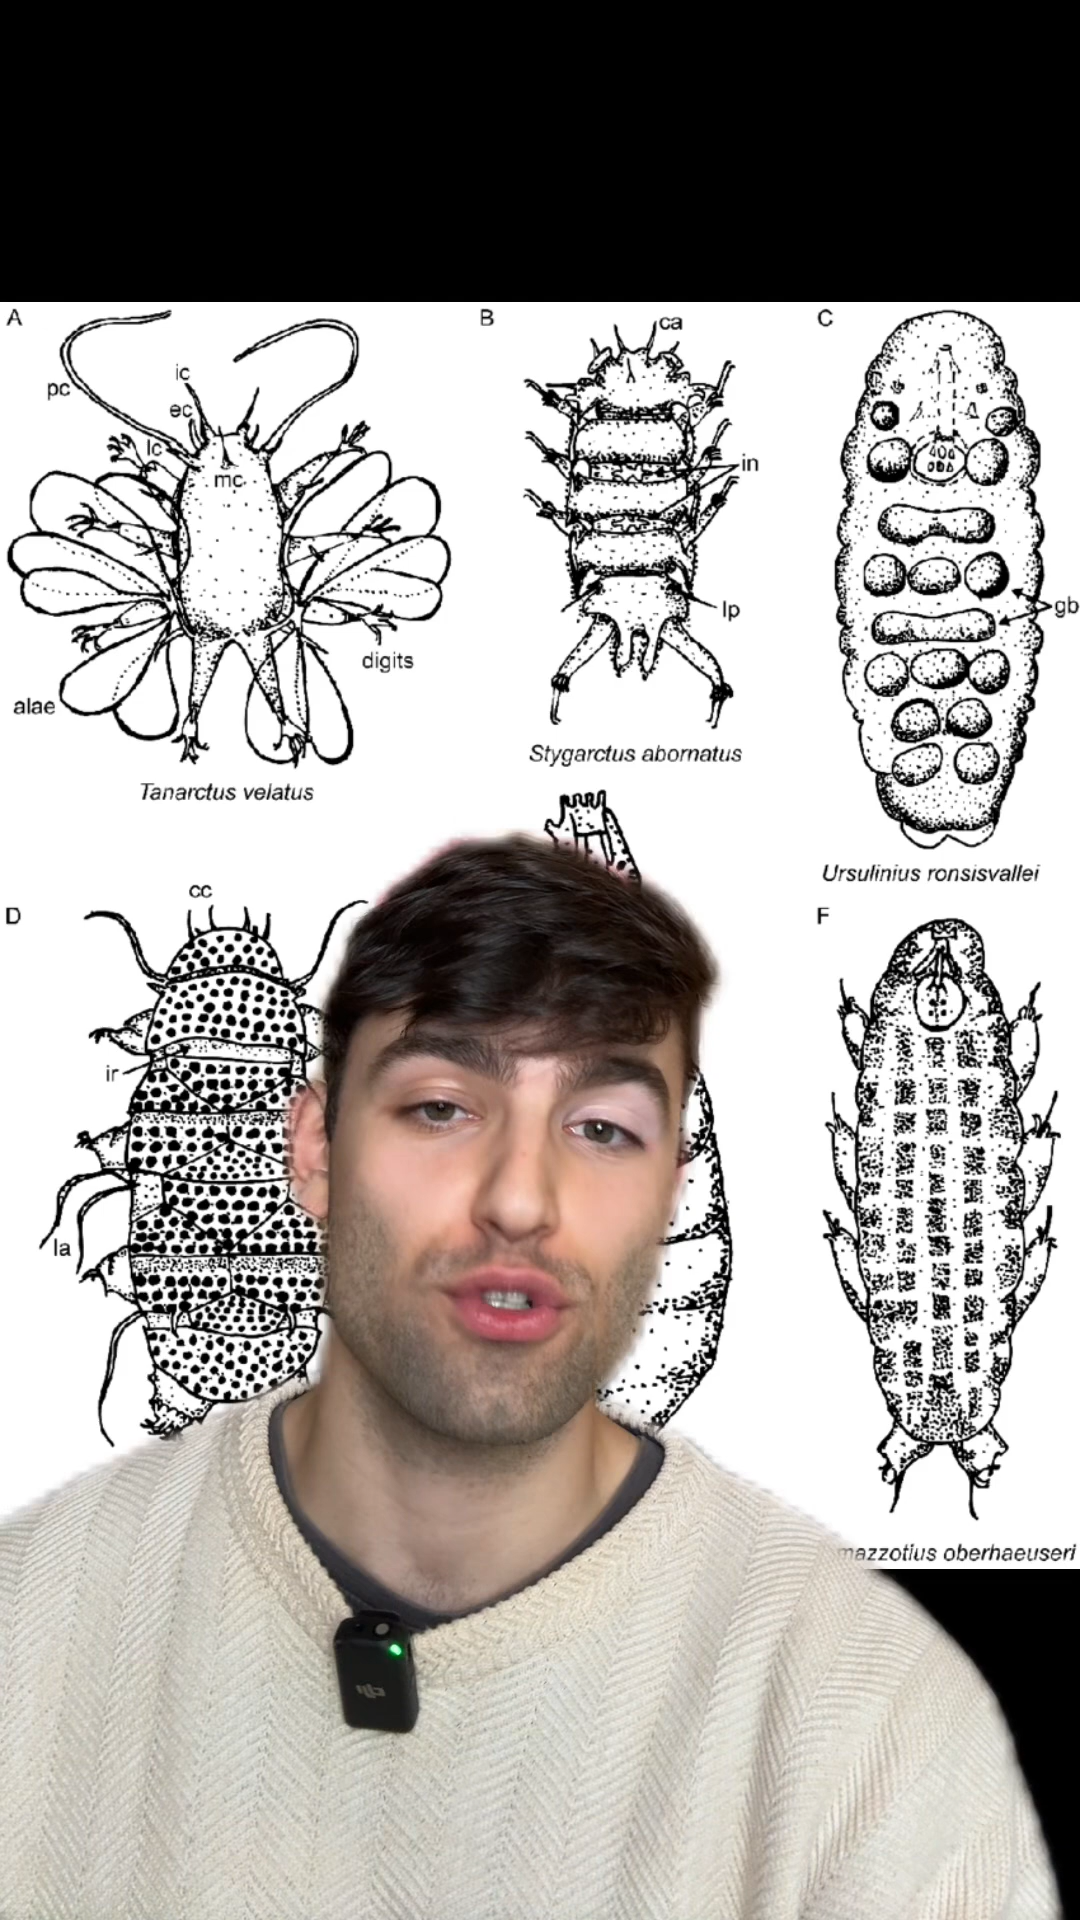 A
B
C
ca
pc
ic
ec
lc
mc
in
gb
lp
digits
alae
Stygarctus abornatus
Tanarctus velatus
Ursulinius ronsisvallei
cc
D
F
ir
la
mazzotius oberhaeuseri
dji